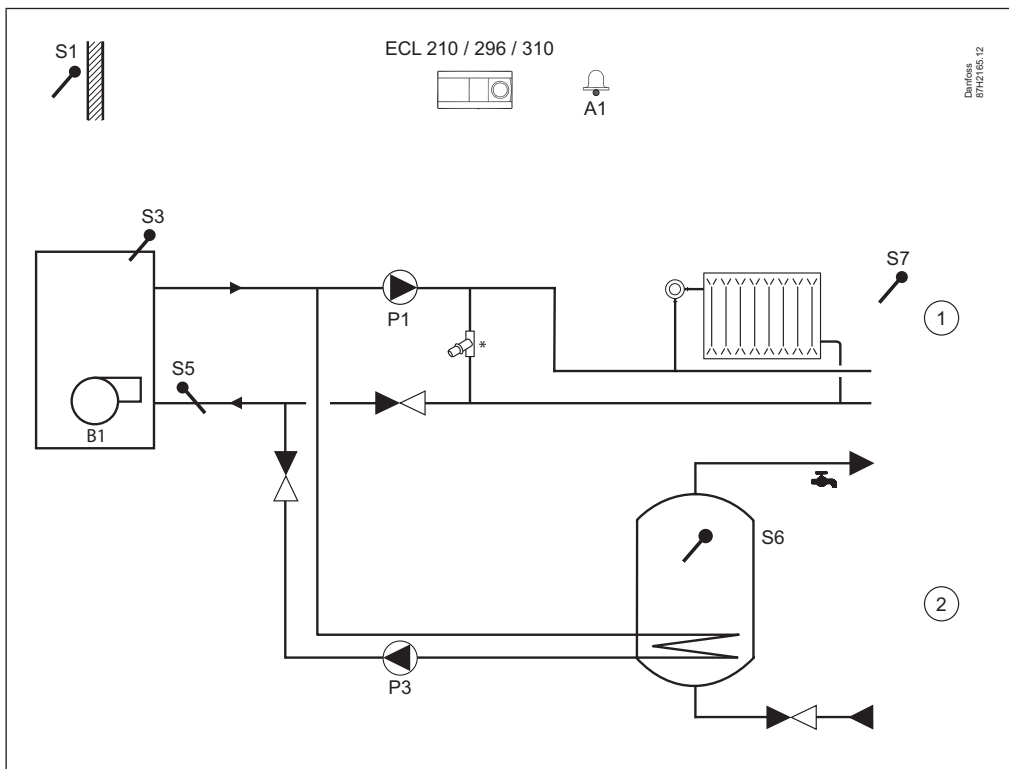 S1
ECL 210 / 296 / 310
A1
Danfoss
87H2165.12
S3
S7
P1
1
*
S5
B1
S6
2
P3